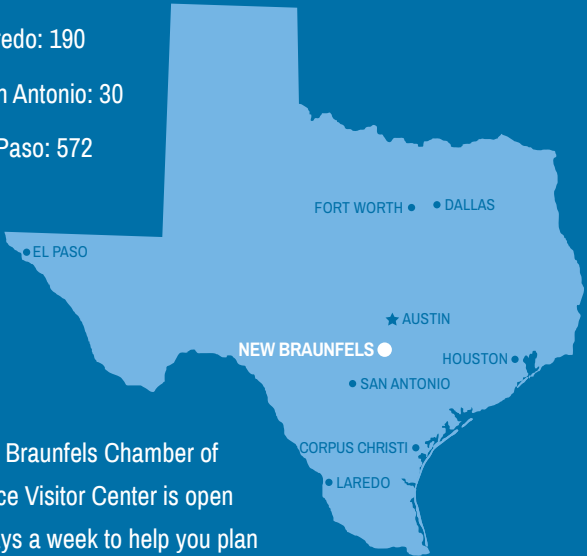 edo: 190
n Antonio: 30
Paso: 572
FORT WORTH
DALLAS
EL PASO
AUSTIN
NEW BRAUNFELS
HOUSTON
SAN ANTONIO
CORPUS CHRISTI
LAREDO
Braunfels Chamber of
ce Visitor Center is open
ys a week to help you plan